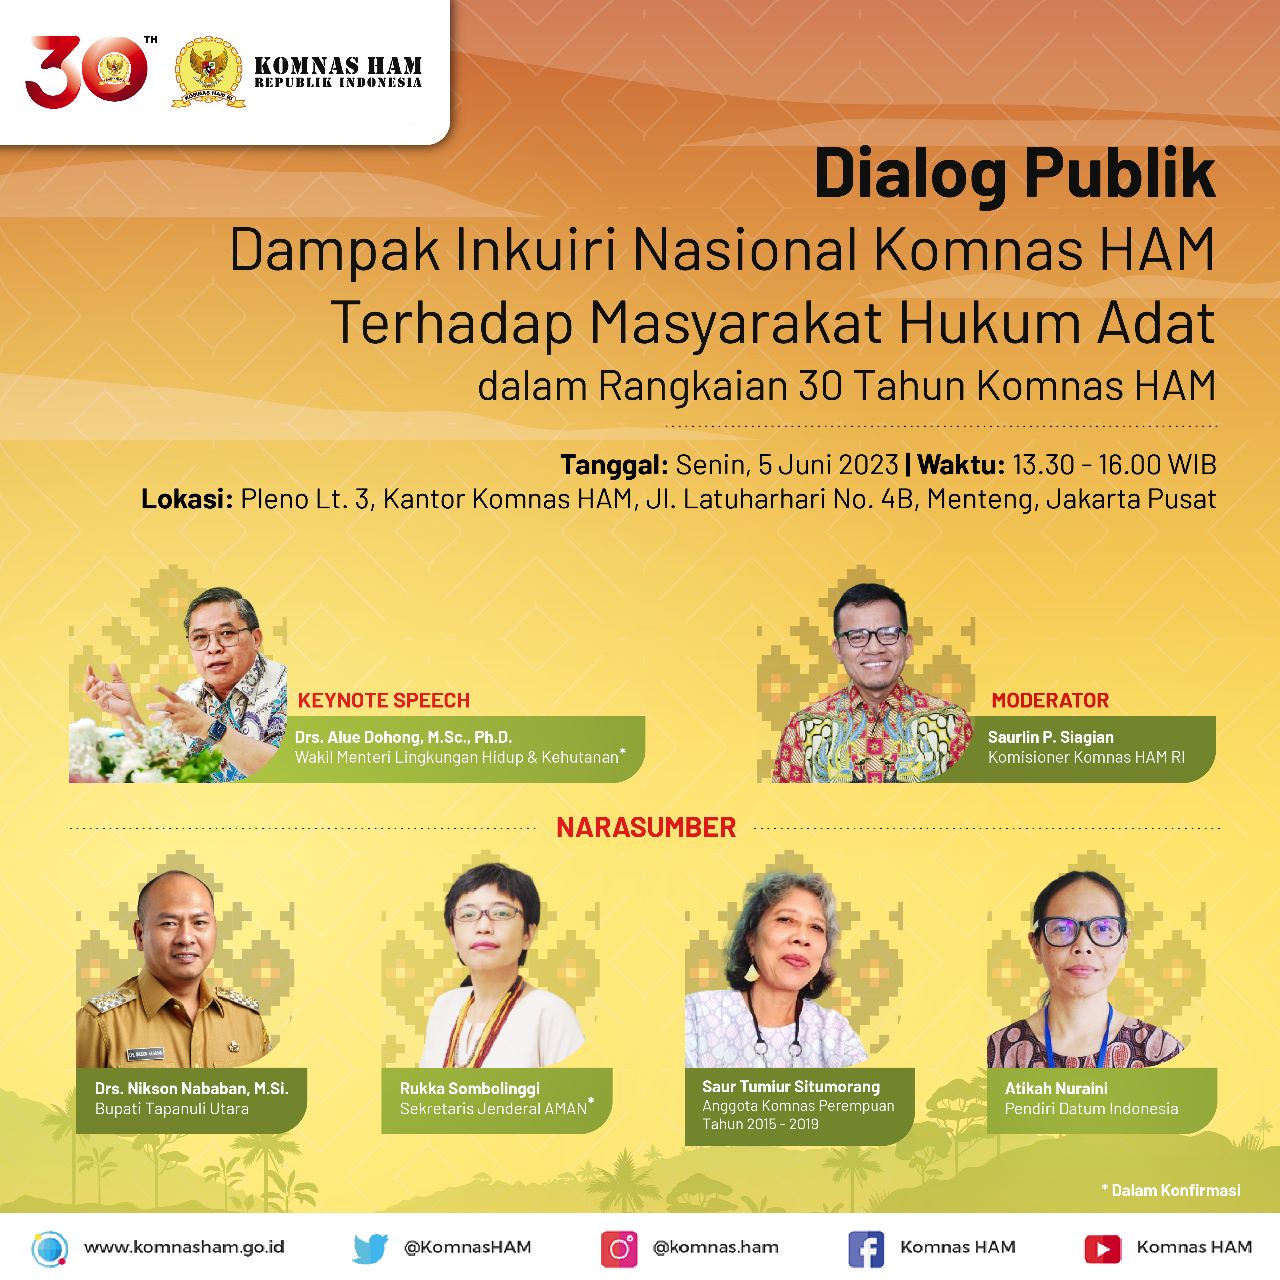 30TH
KOMNAS HAM RI
KOMNAS HAM
REPUBLIK INDONESIA
Dialog Publik
Dampak Inkuiri Nasional Komnas HAM
Terhadap Masyarakat Hukum Adat
dalam Rangkaian 30 Tahun Komnas HAM
Tanggal: Senin, 5 Juni 2023 | Waktu: 13.30 - 16.00 WIB
Lokasi: Pleno Lt. 3, Kantor Komnas HAM, Jl. Latuharhari No. 4B, Menteng, Jakarta Pusat
KEYNOTE SPEECH
Drs. Alue Dohong, M.Sc., Ph.D.
Wakil Menteri Lingkungan Hidup & Kehutanan*
MODERATOR
Saurlin P. Siagian
Komisioner Komnas HAM RI
NARASUMBER
Drs. Nikson Nababan, M.Si.
Bupati Tapanuli Utara
Rukka Sombolinggi
Sekretaris Jenderal AMAN*
Saur Tumiur Situmorang
Anggota Komnas Perempuan
Tahun 2015 - 2019
Atikah Nuraini
Pendiri Datum Indonesia
* Dalam Konfirmasi
www.komnasham.go.id
@KomnasHAM
@komnas.ham
Komnas HAM
Komnas HAM